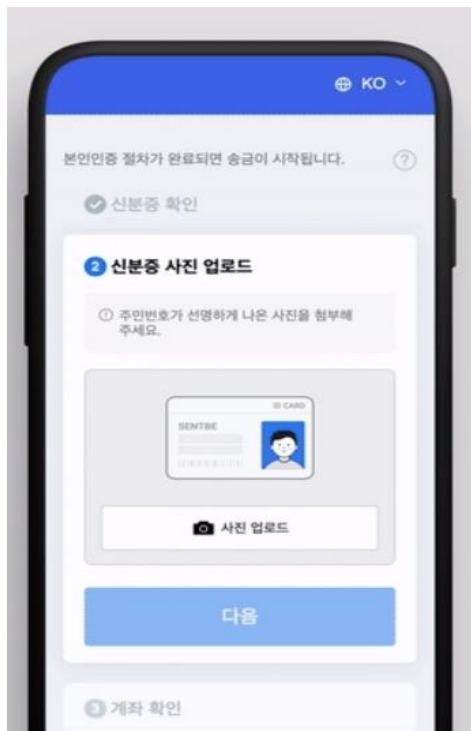 KO
본인인증 절차가 완료되면 송금이 시작됩니다.
?
신분증 확인
2 신분증 사진 업로드
주민번호가 선명하게 나온 사진을 첨부해
주세요.
ID CARD
SENTBE
사진 업로드
다음
3 계좌 확인